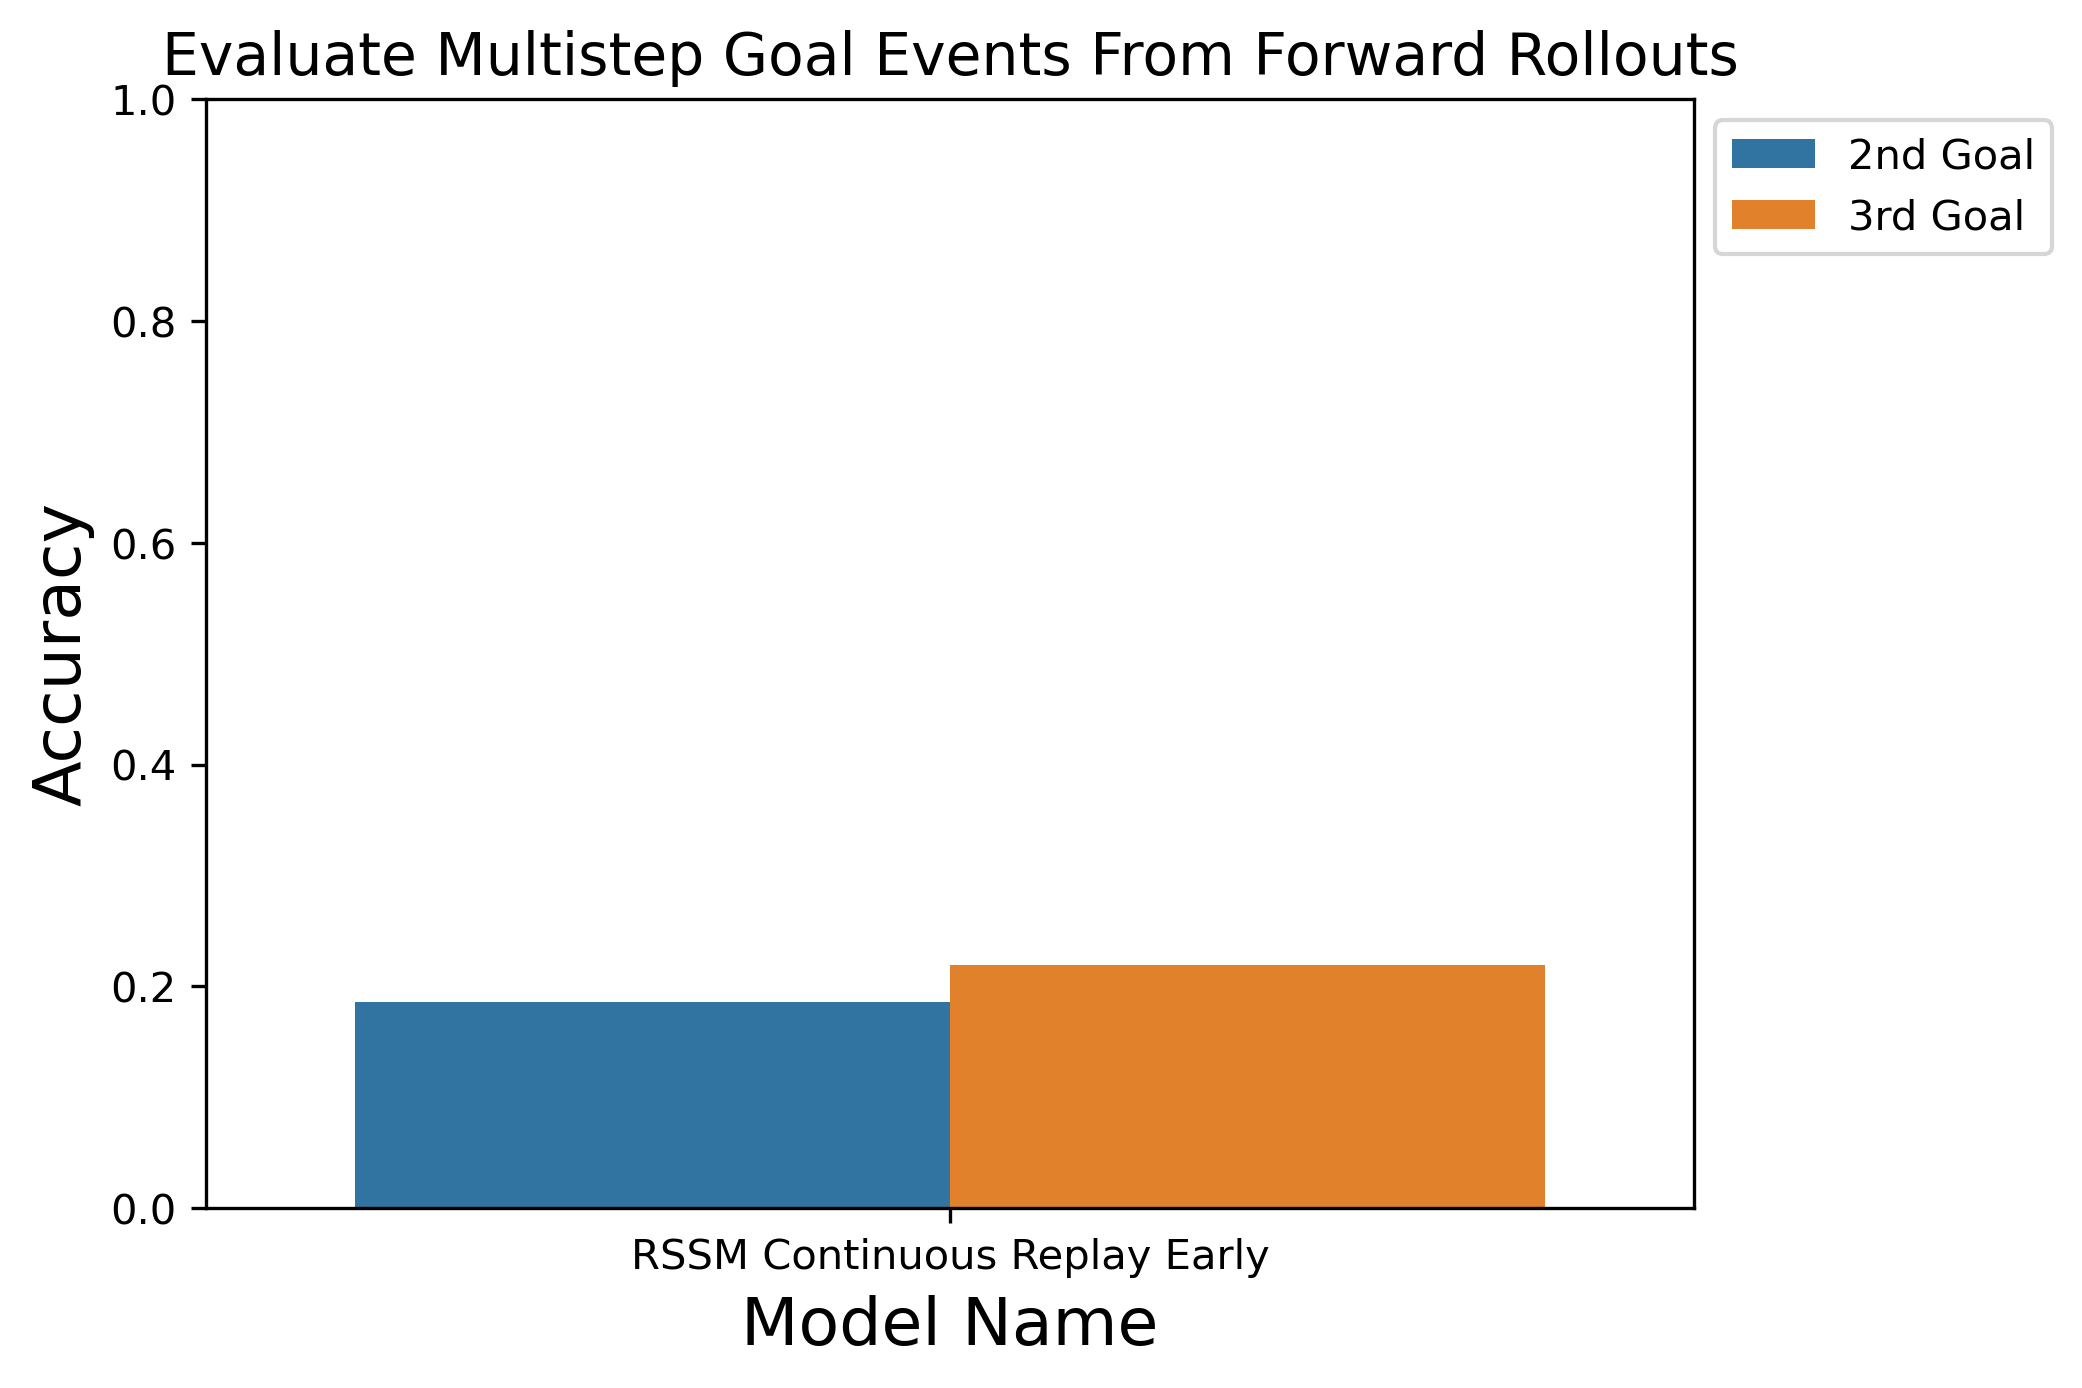 Evaluate Multistep Goal Events From Forward Rollouts
1.0
0.8
0.6
0.4
0.2
0.0
Accuracy
2nd Goal
3rd Goal
RSSM Continuous Replay Early
Model Name